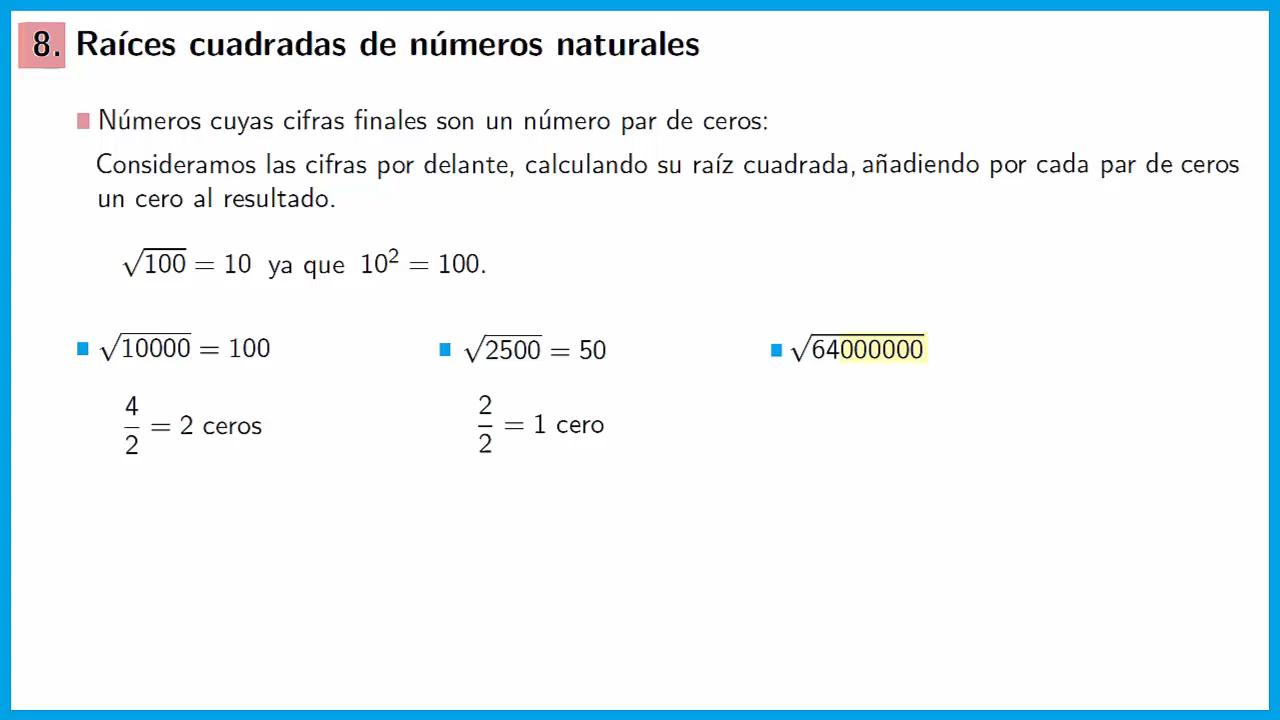 8. Raíces cuadradas de números naturales
Números cuyas cifras finales son un número par de ceros:
Consideramos las cifras por delante, calculando su raíz cuadrada, añadiendo por cada par de ceros
un cero al resultado.
√100 = 10 ya que 10² = 100.
√10000 = 100
√2500 = 50
√64000000
4/2 = 2 ceros
2/2 = 1 cero